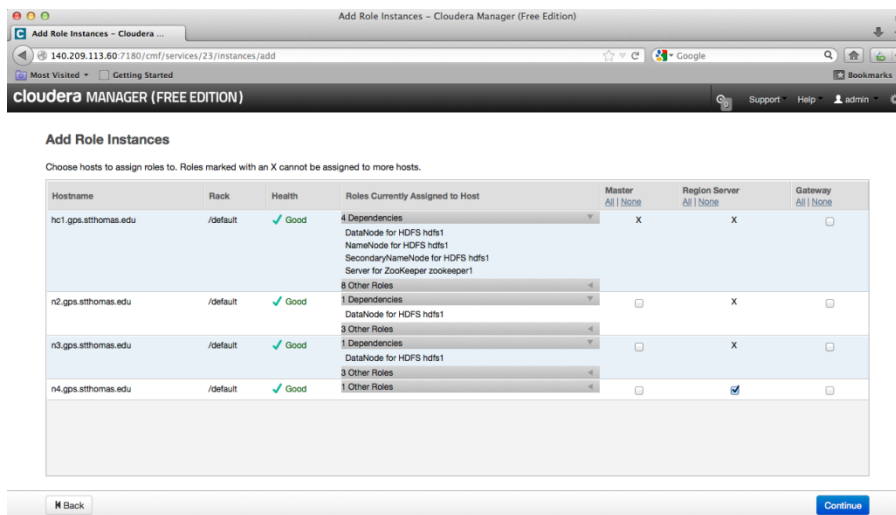 Add Role Instances – Cloudera Manager (Free Edition)
C Add Role Instances – Cloudera ...
140.209.113.60:7180/cmf/services/23/instances/add
Google
Most Visited
Getting Started
Bookmarks
cloudera MANAGER (FREE EDITION)
Support Help admin
Add Role Instances
Choose hosts to assign roles to. Roles marked with an X cannot be assigned to more hosts.
Hostname Rack Health Roles Currently Assigned to Host Master Region Server Gateway
All | None All | None All | None
hc1.gps.stthomas.edu /default Good 4 Dependencies X X
DataNode for HDFS hdfs1
NameNode for HDFS hdfs1
SecondaryNameNode for HDFS hdfs1
Server for ZooKeeper zookeeper1
8 Other Roles
n2.gps.stthomas.edu /default Good 1 Dependencies X
DataNode for HDFS hdfs1
3 Other Roles
n3.gps.stthomas.edu /default Good 1 Dependencies X
DataNode for HDFS hdfs1
3 Other Roles
n4.gps.stthomas.edu /default Good 1 Other Roles
Back
Continue